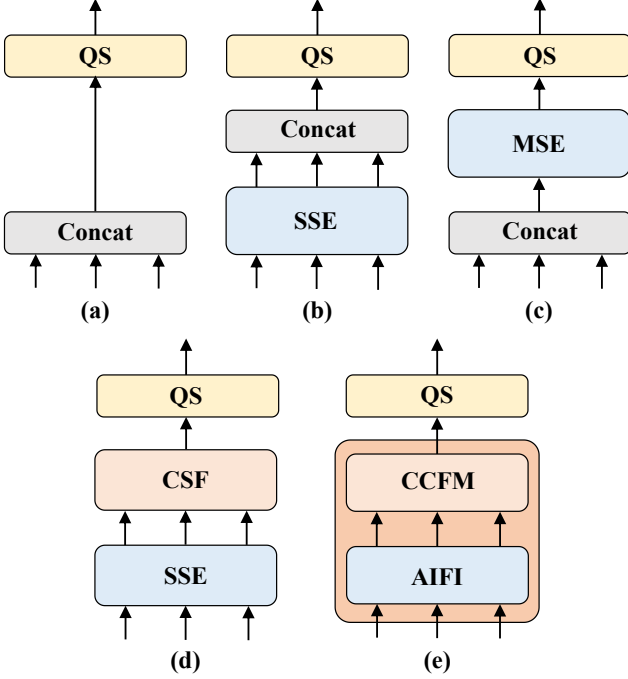 QS
Concat
(a)
QS
Concat
SSE
(b)
QS
MSE
Concat
(c)
QS
CSF
SSE
(d)
QS
CCFM
AIFI
(e)